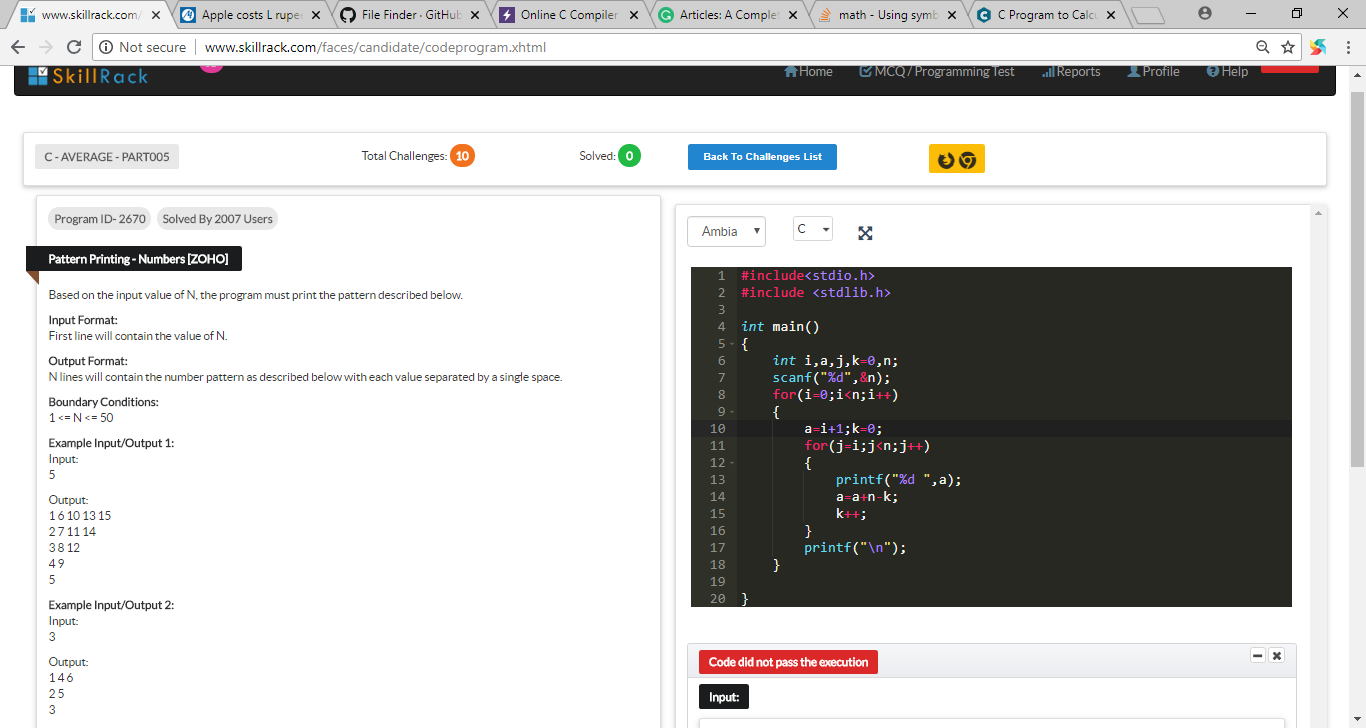 www.skillrack.com/
Apple costs L rupee
File Finder · GitHub
Online C Compiler
Articles: A Complet
math - Using symb
C Program to Calcu
Not secure | www.skillrack.com/faces/candidate/codeprogram.xhtml
SkillRack
Home
MCQ / Programming Test
Reports
Profile
Help
C - AVERAGE - PART005
Total Challenges: 10
Solved: 0
Back To Challenges List
Program ID- 2670
Solved By 2007 Users
Pattern Printing - Numbers [ZOHO]
Based on the input value of N, the program must print the pattern described below.
Input Format:
First line will contain the value of N.
Output Format:
N lines will contain the number pattern as described below with each value separated by a single space.
Boundary Conditions:
1 <= N <= 50
Example Input/Output 1:
Input:
5
Output:
1 6 10 13 15
2 7 11 14
3 8 12
4 9
5
Example Input/Output 2:
Input:
3
Output:
1 4 6
2 5
3
Ambia
C
1 #include<stdio.h>
2 #include <stdlib.h>
3
4 int main()
5 {
6 int i,a,j,k=0,n;
7 scanf("%d",&n);
8 for(i=0;i<n;i++)
9 {
10 a=i+1;k=0;
11 for(j=i;j<n;j++)
12 {
13 printf("%d ",a);
14 a=a+n-k;
15 k++;
16 }
17 printf("\n");
18 }
19
20 }
Code did not pass the execution
Input: